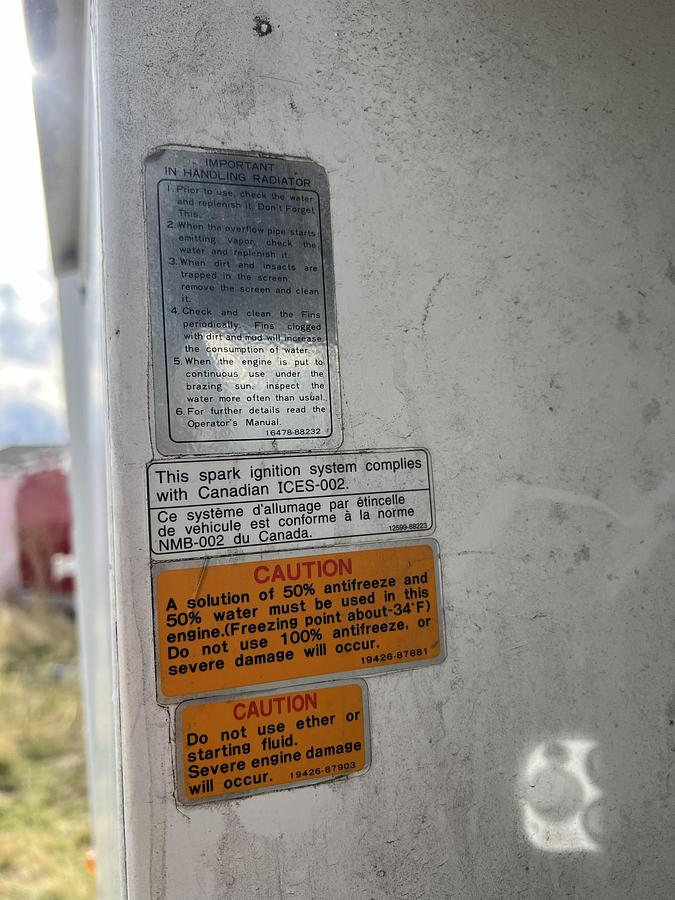 IMPORTANT
IN HANDLING RADIATOR
1. Prior to use, check the water
and replenish it. Don't Forget
This.
2. When the overflow pipe starts
emitting vapor, check the
water and replenish it.
3. When dirt and insacts are
trapped in the screen.
remove the screen and clean
it.
4. Check and clean the Fins
periodically. Fins clogged
with dirt and mud will increase
the consumption of water.
5. When the engine is put to
continuous use under the
brazing sun, inspect the
water more often than usual.
6. For further details read the
Operator's Manual.
16478-88232
This spark ignition system complies
with Canadian ICES-002.
Ce système d'allumage par étincelle
de véhicule est conforme à la norme
NMB-002 du Canada.
12599-88223
CAUTION
A solution of 50% antifreeze and
50% water must be used in this
engine.(Freezing point about-34°F)
Do not use 100% antifreeze, or
severe damage will occur.
19426-87881
CAUTION
Do not use ether or
starting fluid.
Severe engine damage
will occur. 19426-87903